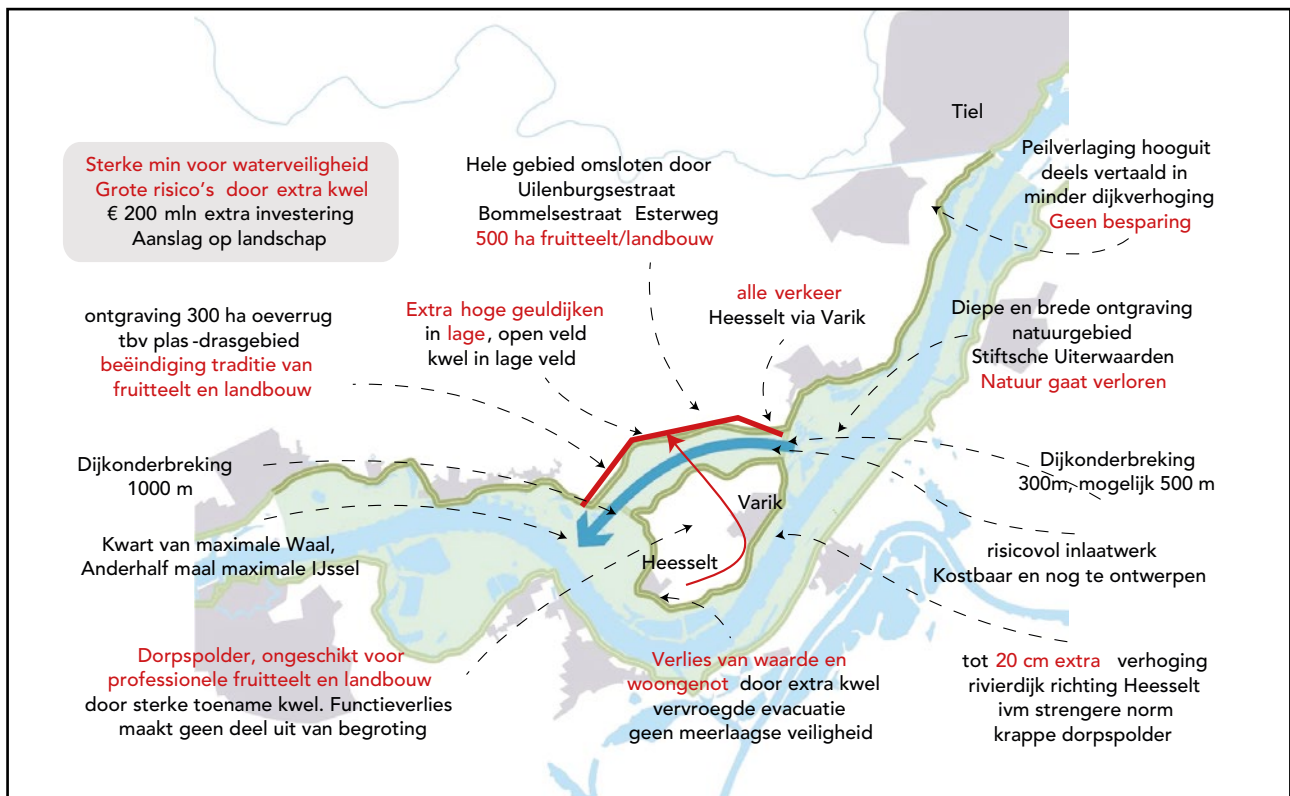 Tiel
Sterke min voor waterveiligheid
Grote risico's door extra kwel
€ 200 mln extra investering
Aanslag op landschap
Hele gebied omsloten door
Uilenburgsestraat
Bommelsestraat Esterweg
500 ha fruitteelt/landbouw
Peilverlaging hooguit
deels vertaald in
minder dijkverhoging
Geen besparing
ontgraving 300 ha oeverrug
tbv plas -drasgebied
beëindiging traditie van
fruitteelt en landbouw
Extra hoge geuldijken
in lage, open veld
kwel in lage veld
alle verkeer
Heesselt via Varik
Diepe en brede ontgraving
natuurgebied
Stiftsche Uiterwaarden
Natuur gaat verloren
Dijkonderbreking
1000 m
Kwart van maximale Waal,
Anderhalf maal maximale IJssel
Varik
Heesselt
Dijkonderbreking
300m, mogelijk 500 m
risicovol inlaatwerk
Kostbaar en nog te ontwerpen
Dorpspolder, ongeschikt voor
professionele fruitteelt en landbouw
door sterke toename kwel. Functieverlies
maakt geen deel uit van begroting
Verlies van waarde en
woongenot door extra kwel
vervroegde evacuatie
geen meerlaagse veiligheid
tot 20 cm extra verhoging
rivierdijk richting Heesselt
ivm strengere norm
krappe dorpspolder